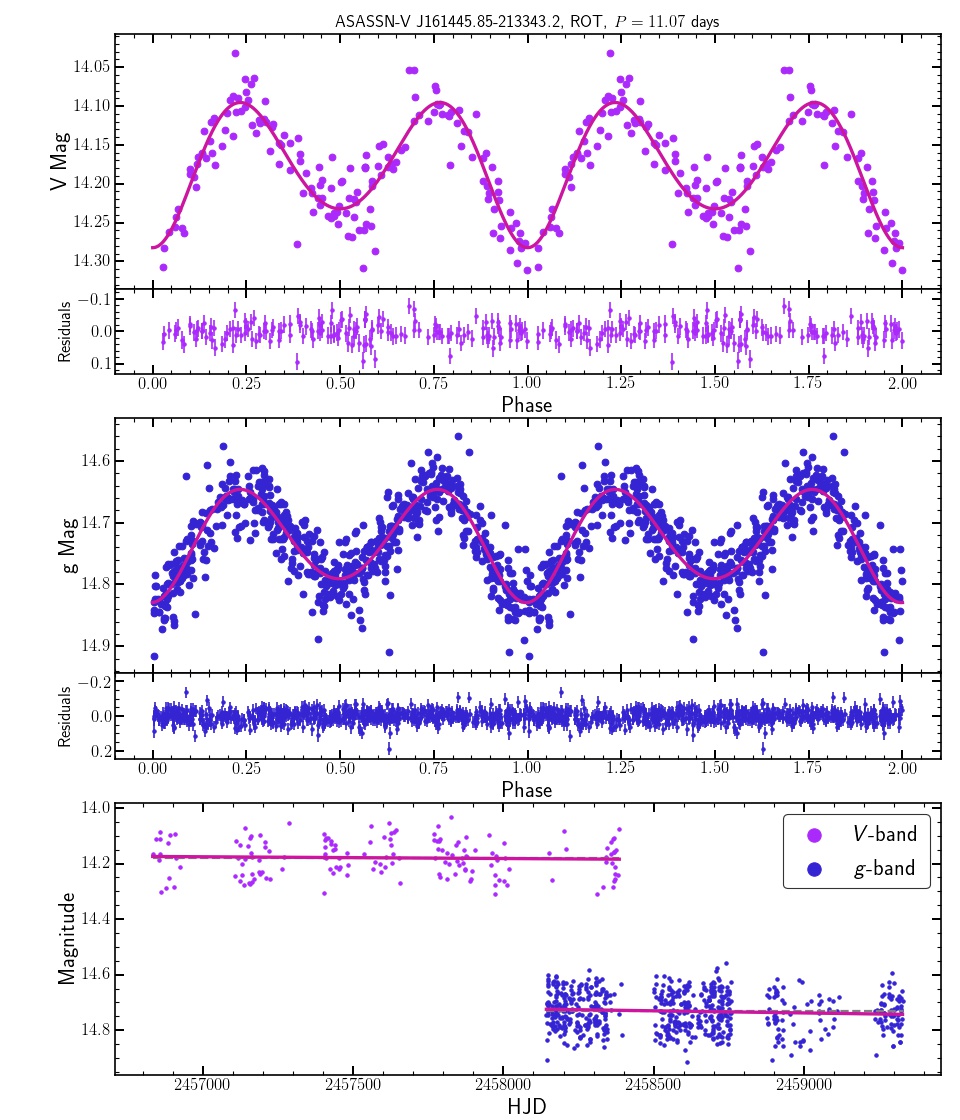 ASASSN-V J161445.85-213343.2, ROT, P = 11.07 days
V Mag
14.05
14.10
14.15
14.20
14.25
14.30
Residuals
−0.1
0.0
0.1
0.00 0.25 0.50 0.75 1.00 1.25 1.50 1.75 2.00
Phase
g Mag
14.6
14.7
14.8
14.9
Residuals
−0.2
0.0
0.2
0.00 0.25 0.50 0.75 1.00 1.25 1.50 1.75 2.00
Phase
Magnitude
14.0
14.2
14.4
14.6
14.8
V-band
g-band
2457000 2457500 2458000 2458500 2459000
HJD